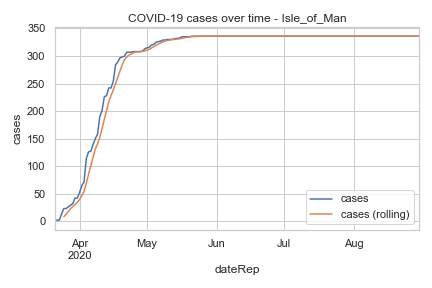 COVID-19 cases over time - Isle_of_Man
350
300
250
200
150
100
50
0
cases
Apr
2020
May
Jun
Jul
Aug
dateRep
cases
cases (rolling)